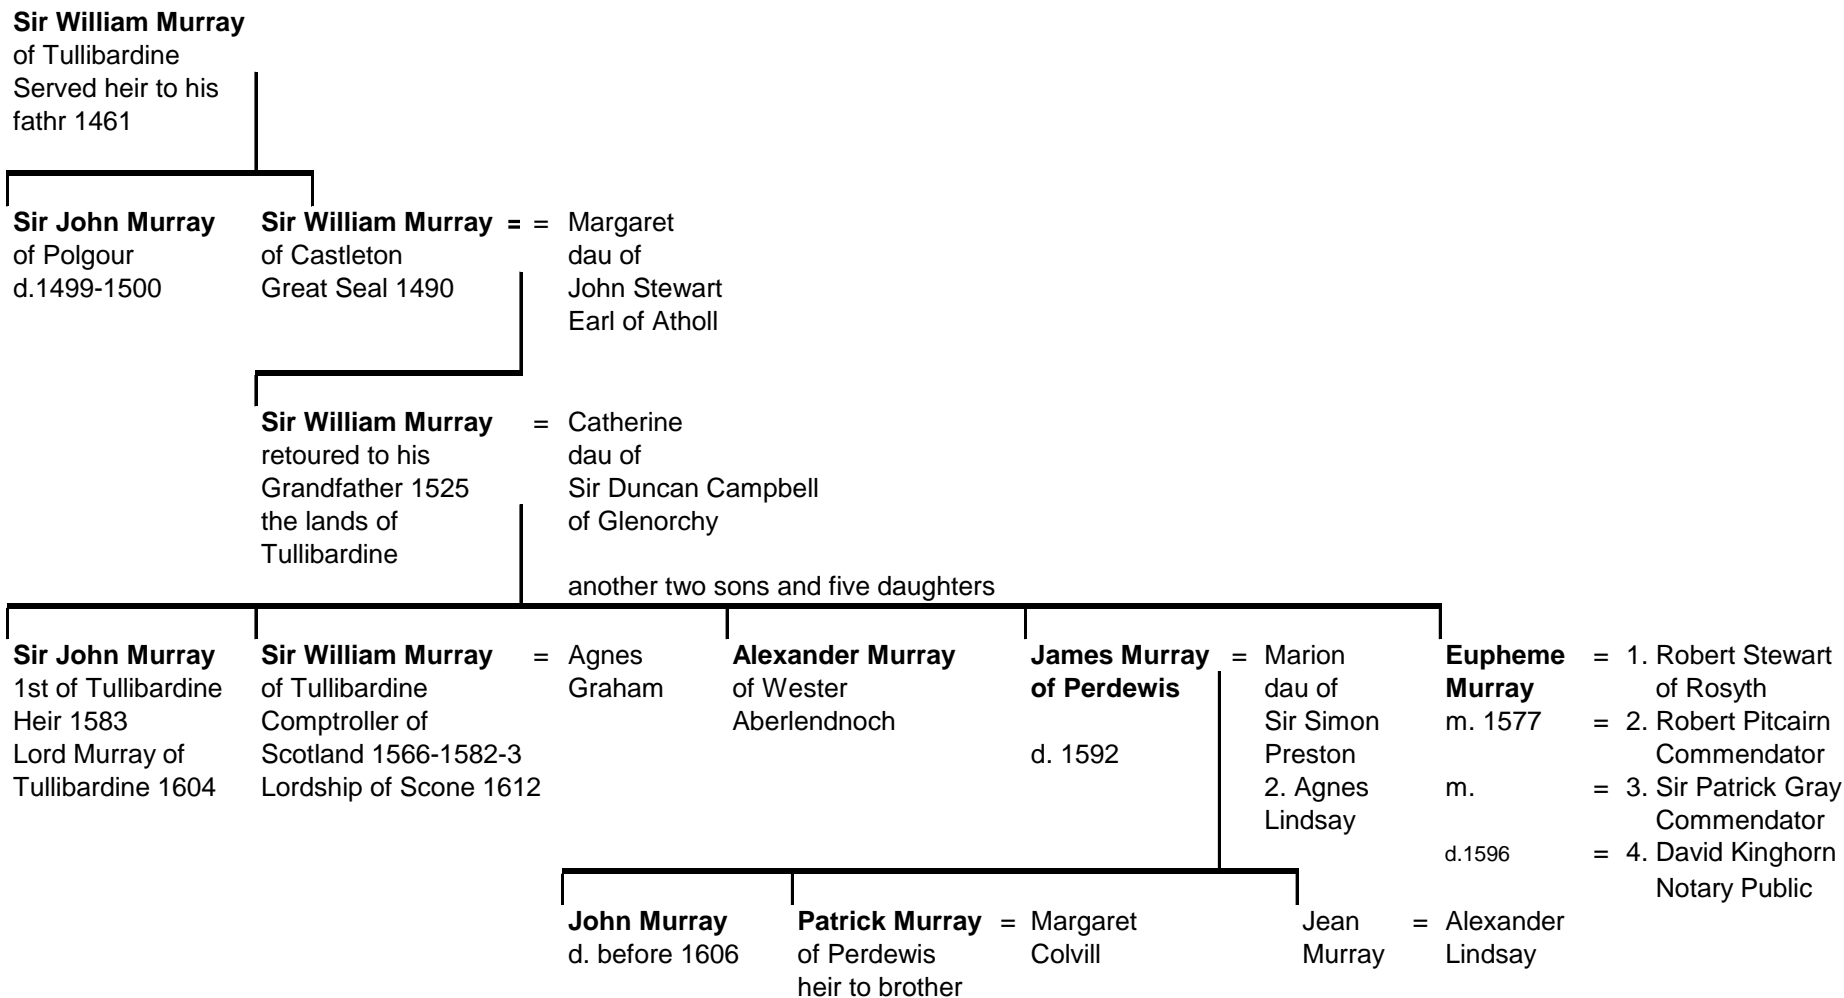 Sir William Murray
of Tullibardine
Served heir to his
fathr 1461
Sir John Murray
of Polgour
d.1499-1500
Sir William Murray = =
of Castleton
Great Seal 1490
Margaret
dau of
John Stewart
Earl of Atholl
Sir William Murray =
retoured to his
Grandfather 1525
the lands of
Tullibardine
Catherine
dau of
Sir Duncan Campbell
of Glenorchy
another two sons and five daughters
Sir John Murray
1st of Tullibardine
Heir 1583
Lord Murray of
Tullibardine 1604
Sir William Murray =
of Tullibardine
Comptroller of
Scotland 1566-1582-3
Lordship of Scone 1612
Agnes
Graham
Alexander Murray
of Wester
Aberlendnoch
James Murray =
of Perdewis
d. 1592
Marion
dau of
Sir Simon
Preston
2. Agnes
Lindsay
Eupheme = 1. Robert Stewart
Murray of Rosyth
m. 1577 = 2. Robert Pitcairn
Commendator
m. = 3. Sir Patrick Gray
Commendator
d.1596 = 4. David Kinghorn
Notary Public
John Murray
d. before 1606
Patrick Murray =
of Perdewis
heir to brother
Margaret
Colvill
Jean =
Murray
Alexander
Lindsay